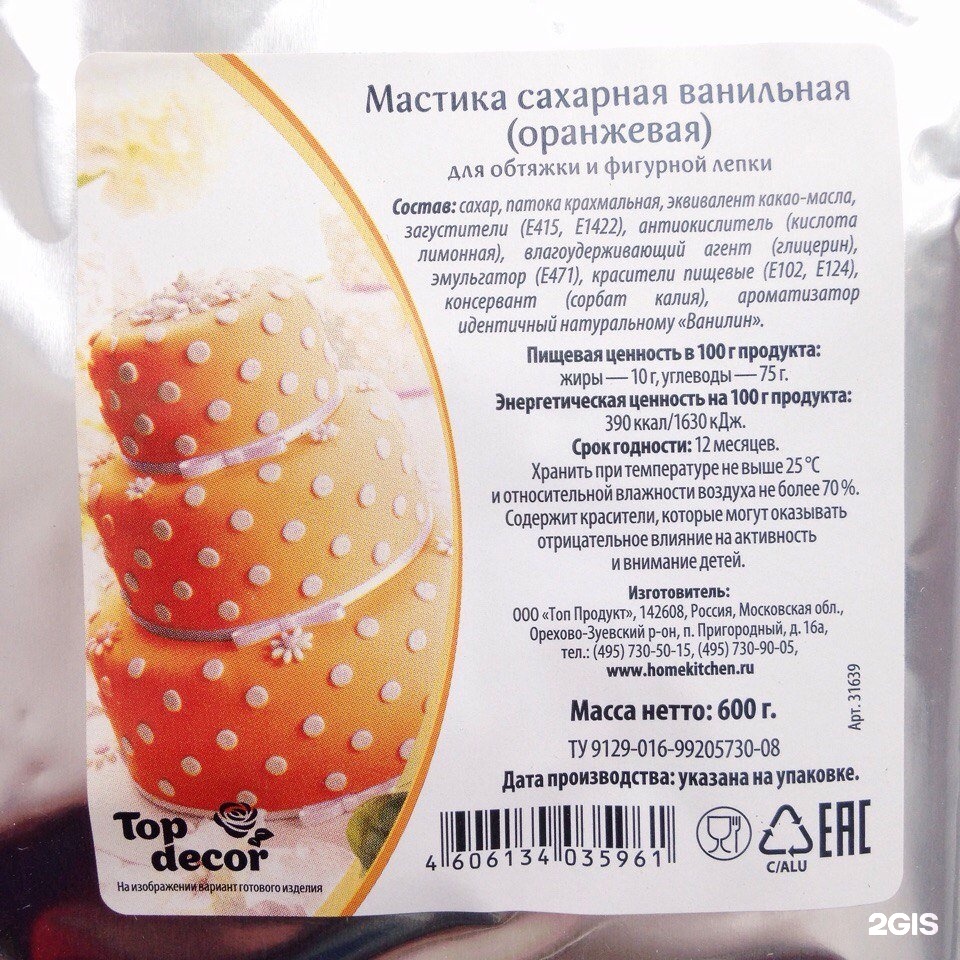 Мастика сахарная ванильная
(оранжевая)
для обтяжки и фигурной лепки
Состав: сахар, патока крахмальная, эквивалент какао-масла,
загустители (Е415, Е1422), антиокислитель (кислота
лимонная), влагоудерживающий агент (глицерин),
эмульгатор (Е471), красители пищевые (Е102, Е124),
консервант (сорбат калия), ароматизатор
идентичный натуральному «Ванилин».
Пищевая ценность в 100 г продукта:
жиры — 10 г, углеводы — 75 г.
Энергетическая ценность на 100 г продукта:
390 ккал/1630 кДж.
Срок годности: 12 месяцев.
Хранить при температуре не выше 25 °С
и относительной влажности воздуха не более 70 %.
Содержит красители, которые могут оказывать
отрицательное влияние на активность
и внимание детей.
Изготовитель:
ООО «Топ Продукт», 142608, Россия, Московская обл.,
Орехово-Зуевский р-он, п. Пригородный, д. 16а,
тел.: (495) 730-50-15, (495) 730-90-05,
www.homekitchen.ru
Арт. 31639
Масса нетто: 600 г.
ТУ 9129-016-99205730-08
Дата производства: указана на упаковке.
Top
decor
На изображении вариант готового изделия
4 606134 035961
C/ALU
EAC
2GIS